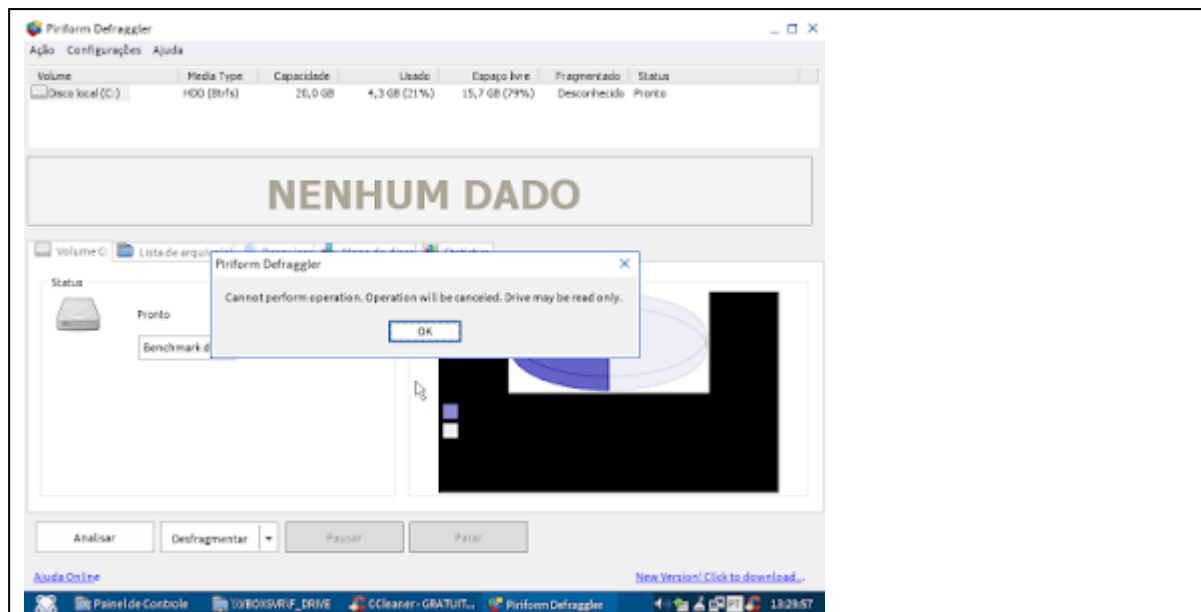 Piriform Defraggler
Ação Configurações Ajuda
Volume Media Type Capacidade Usado Espaço livre Fragmentado Status
Disco local (C:) HDD (Btrfs) 20,0 GB 4,3 GB (21%) 15,7 GB (79%) Desconhecido Pronto
NENHUM DADO
Volume C: Lista de
Piriform Defraggler
Cannot perform operation. Operation will be canceled. Drive may be read only.
OK
Status
Pronto
Benchmark d
Analisar Desfragmentar Pausar Parar
Ajuda Online New Version! Click to download...
Painel de Controle \\VBOXSVR\F_DRIVE CCleaner - GRATUIT... Piriform Defraggler PT 13:29:57